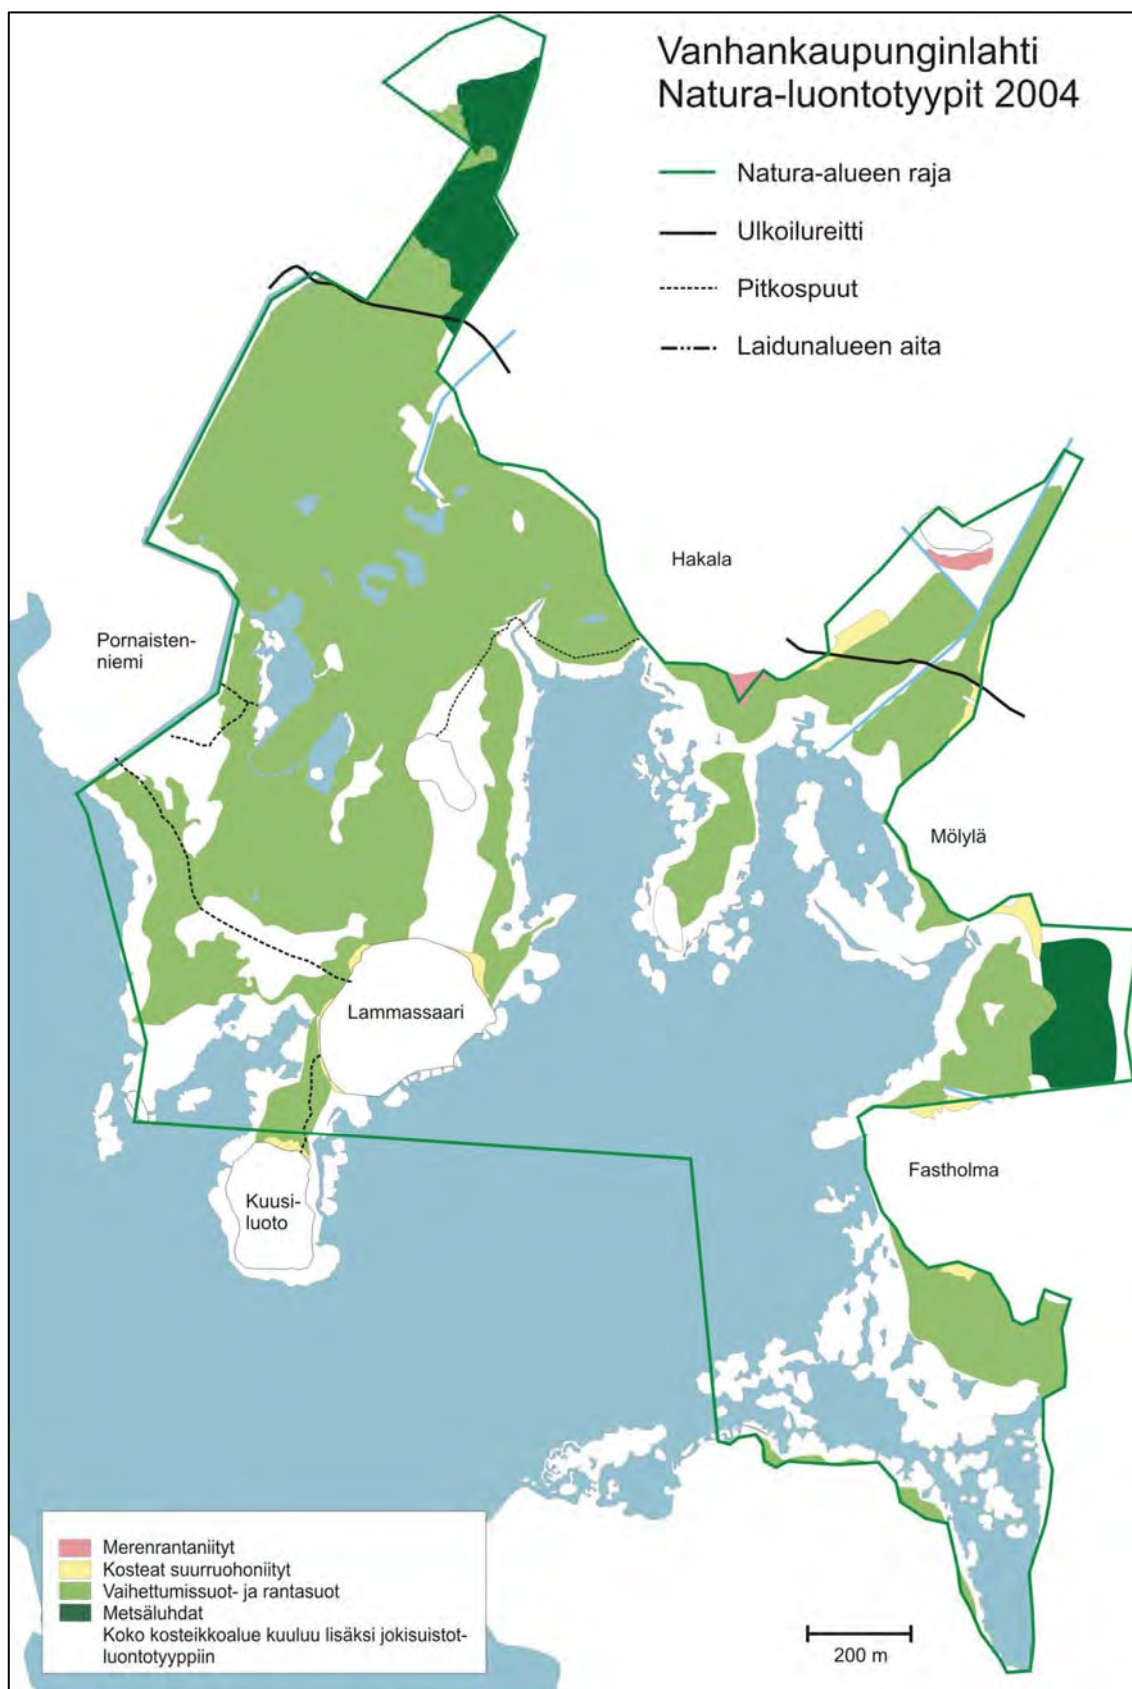 Vanhankaupunginlahti
Natura-luontotyypit 2004
Natura-alueen raja
Ulkoilureitti
Pitkospuut
Laidunalueen aita
Hakala
Pornaisten-
niemi
Mölylä
Lammassaari
Fastholma
Kuusi-
luoto
Merenrantaniityt
Kosteat suurruohoniityt
Vaihettumissuot- ja rantasuot
Metsäluhdat
Koko kosteikkoalue kuuluu lisäksi jokisuistot-
luontotyyppiin
200 m